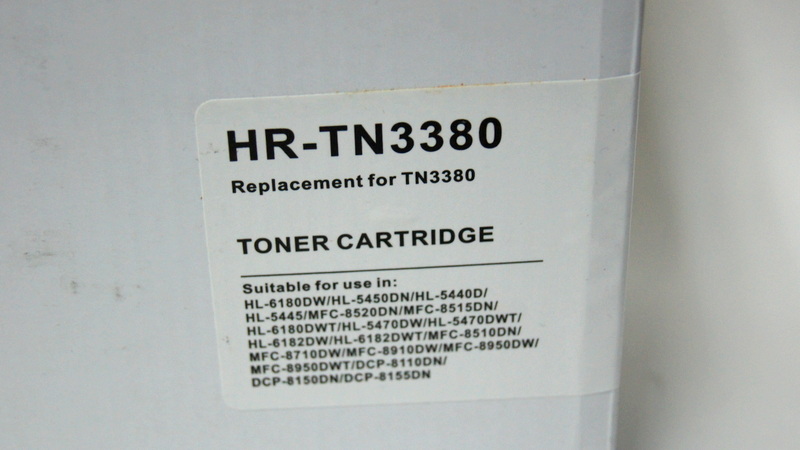 HR-TN3380
Replacement for TN3380
TONER CARTRIDGE
Suitable for use in:
HL-6180DW/HL-5450DN/HL-5440D/
HL-5445/MFC-8520DN/MFC-8515DN/
HL-6180DWT/HL-5470DW/HL-5470DWT/
HL-6182DW/HL-6182DWT/MFC-8510DN/
MFC-8710DW/MFC-8910DW/MFC-8950DW/
MFC-8950DWT/DCP-8110DN/
DCP-8150DN/DCP-8155DN